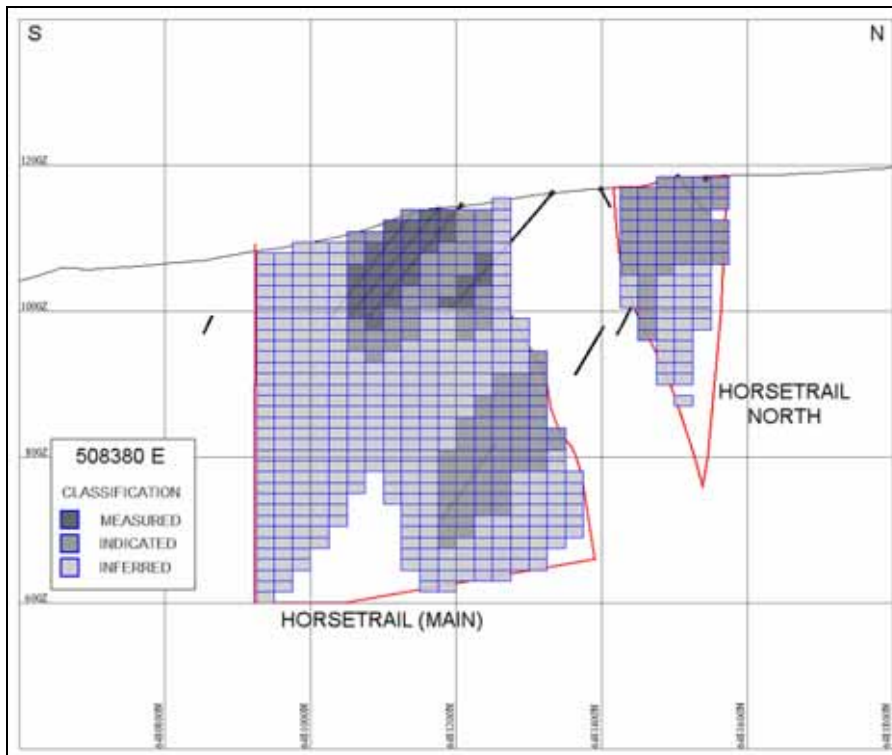 S
N
1200Z
1000Z
HORSETRAIL
NORTH
508380 E
800Z
CLASSIFICATION
MEASURED
INDICATED
INFERRED
600Z
HORSETRAIL (MAIN)